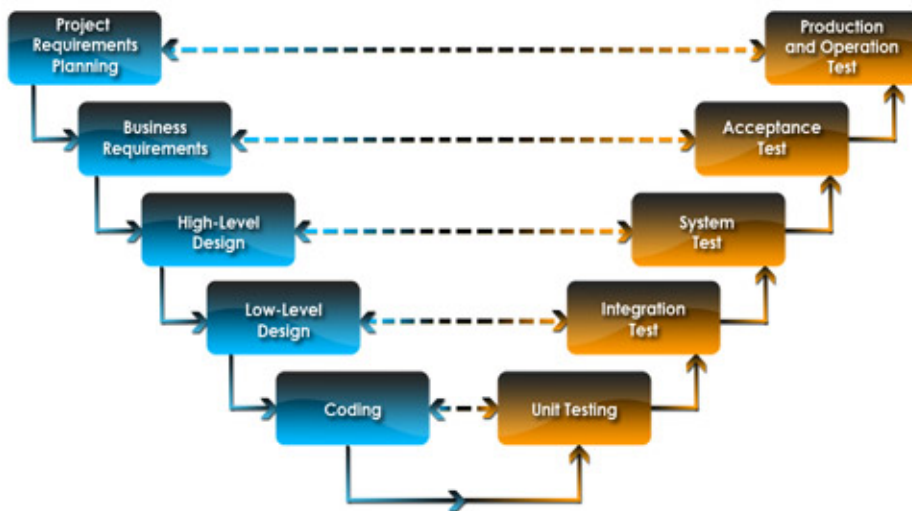 Project
Requirements
Planning
Production
and Operation
Test
Business
Requirements
Acceptance
Test
High-Level
Design
System
Test
Low-Level
Design
Integration
Test
Coding
Unit Testing